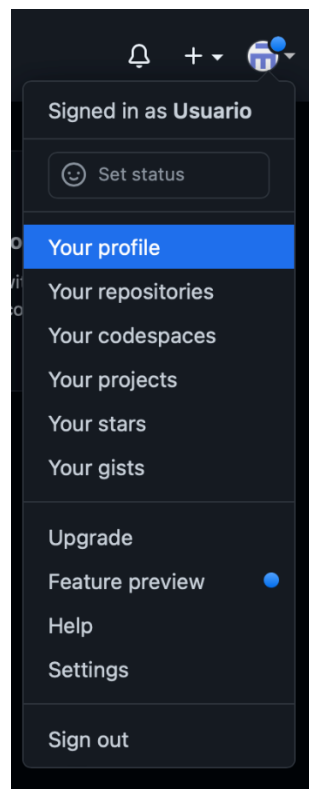 Signed in as Usuario
Set status
Your profile
Your repositories
Your codespaces
Your projects
Your stars
Your gists
Upgrade
Feature preview
Help
Settings
Sign out